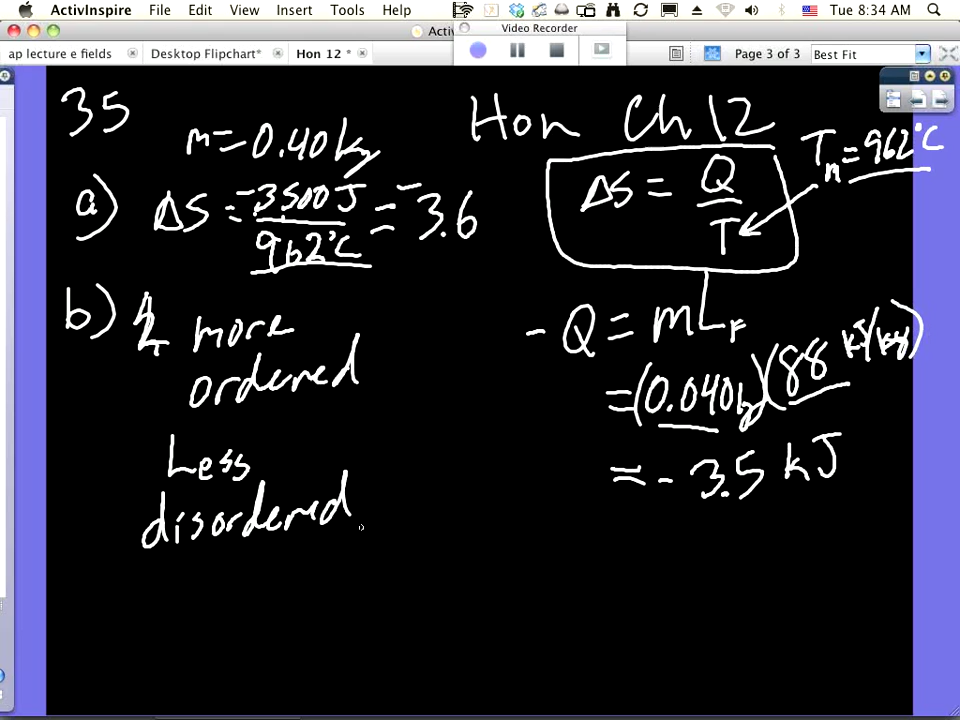 ActivInspire File Edit View Insert Tools Help Tue 8:34 AM
Activ
Video Recorder
ap lecture e fields Desktop Flipchart* Hon 12 * Page 3 of 3 Best Fit
35 Hon Ch 12
m = 0.40 kg
Tm = 962°C
a) ΔS = -3500 J / 962°C = -3.6
ΔS = Q / T
b) more ordered
Less disordered
- Q = mLF
= (0.040 kg)(88 kJ/kg)
= - 3.5 kJ